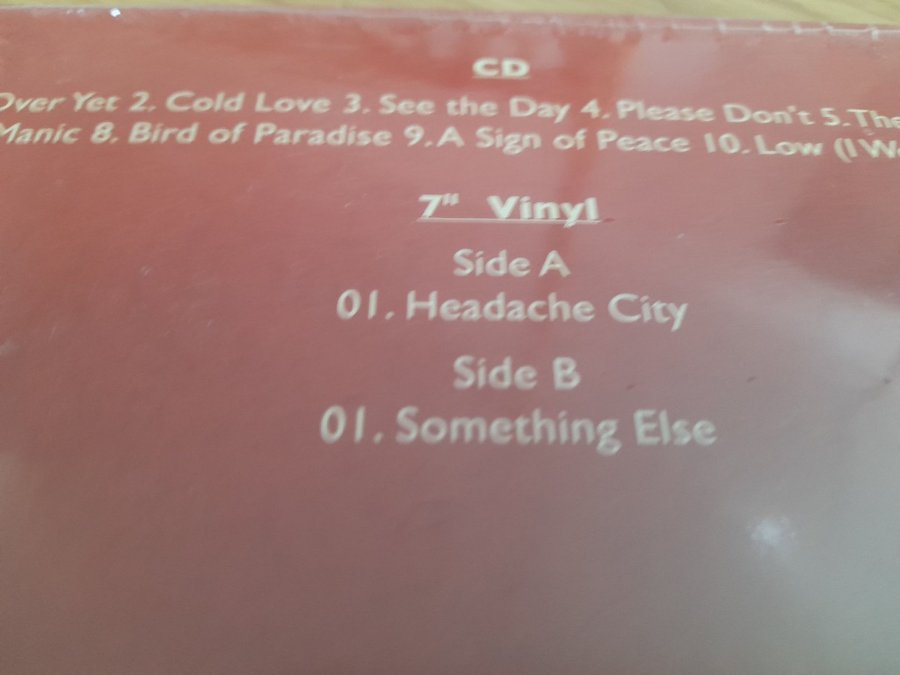 CD
Over Yet 2. Cold Love 3. See the Day 4. Please Don't 5. The
Manic 8. Bird of Paradise 9. A Sign of Peace 10. Low (I W
7" Vinyl
Side A
01. Headache City
Side B
01. Something Else